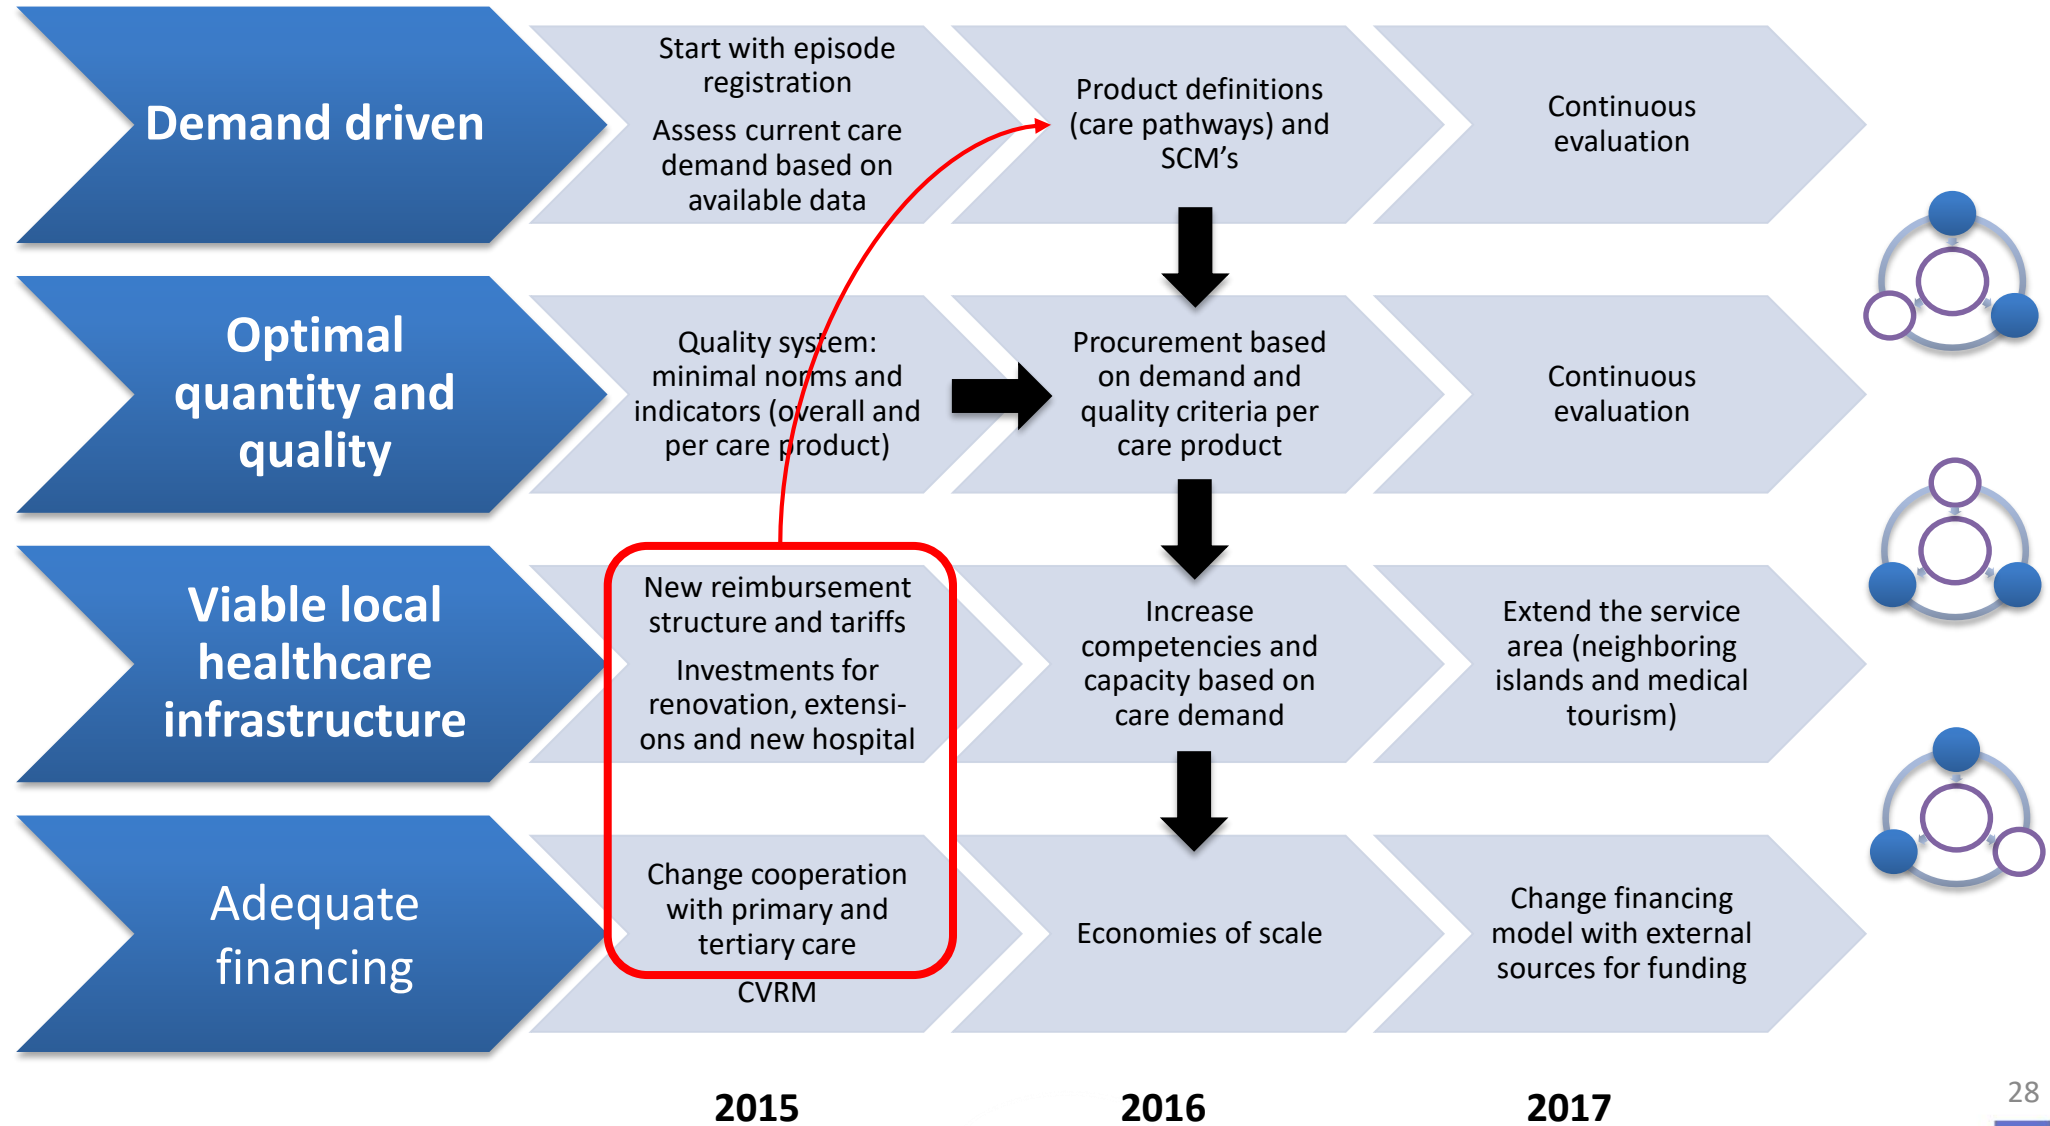 Demand driven
Start with episode
registration
Assess current care
demand based on
available data
Product definitions
(care pathways) and
SCM's
Continuous
evaluation
Optimal
quantity and
quality
Quality system:
minimal norms and
indicators (overall and
per care product)
Procurement based
on demand and
quality criteria per
care product
Continuous
evaluation
Viable local
healthcare
infrastructure
New reimbursement
structure and tariffs
Investments for
renovation, extensi-
ons and new hospital
Increase
competencies and
capacity based on
care demand
Extend the service
area (neighboring
islands and medical
tourism)
Adequate
financing
Change cooperation
with primary and
tertiary care
CVRM
Economies of scale
Change financing
model with external
sources for funding
2015
2016
2017
28